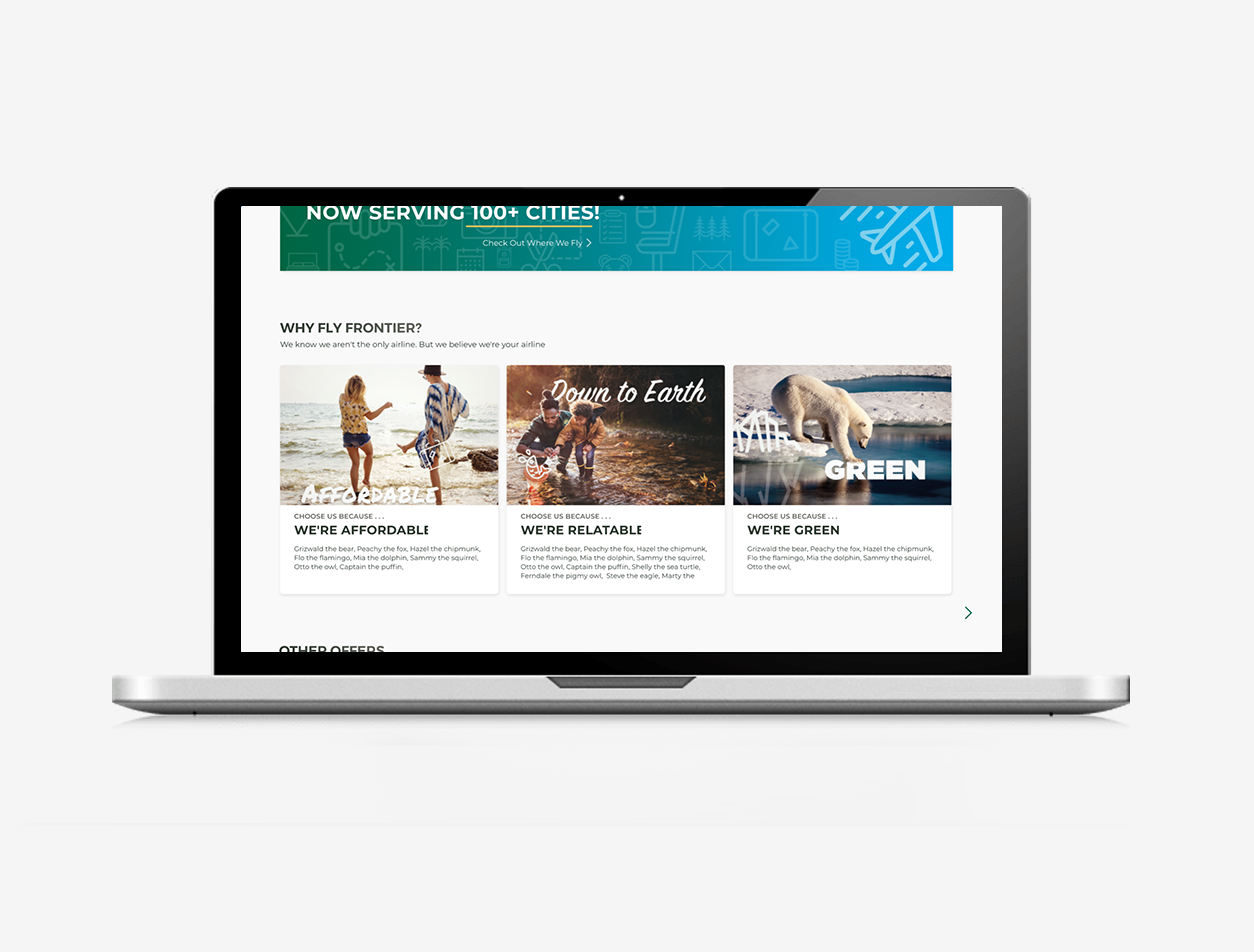 NOW SERVING 100+ CITIES!
Check Out Where We Fly
WHY FLY FRONTIER?
We know we aren't the only airline. But we believe we're your airline
AFFORDABLE
CHOOSE US BECAUSE . . .
WE'RE AFFORDABLE
Grizwald the bear, Peachy the fox, Hazel the chipmunk,
Flo the flamingo, Mia the dolphin, Sammy the squirrel,
Otto the owl, Captain the puffin,
Down to Earth
CHOOSE US BECAUSE . . .
WE'RE RELATABLE
Grizwald the bear, Peachy the fox, Hazel the chipmunk,
Flo the flamingo, Mia the dolphin, Sammy the squirrel,
Otto the owl, Captain the puffin, Shelly the sea turtle,
Ferndale the pigmy owl, Steve the eagle, Marty the
GREEN
CHOOSE US BECAUSE . . .
WE'RE GREEN
Grizwald the bear, Peachy the fox, Hazel the chipmunk,
Flo the flamingo, Mia the dolphin, Sammy the squirrel,
Otto the owl,
OTHER OFFERS